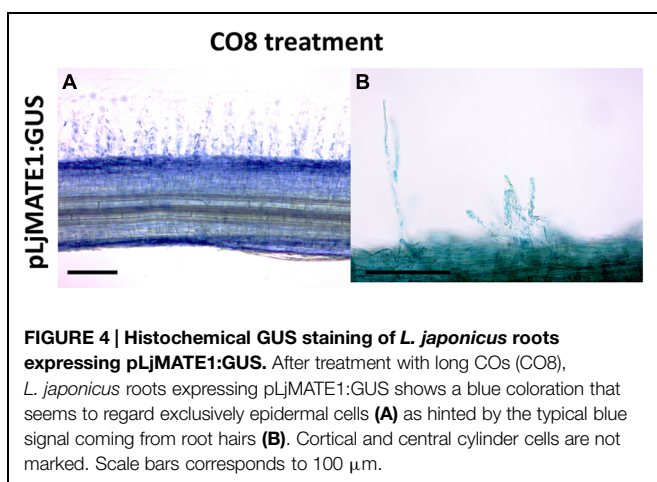 CO8 treatment
A
B
pLjMATE1:GUS
FIGURE 4 | Histochemical GUS staining of L. japonicus roots
expressing pLjMATE1:GUS. After treatment with long COs (CO8),
L. japonicus roots expressing pLjMATE1:GUS shows a blue coloration that
seems to regard exclusively epidermal cells (A) as hinted by the typical blue
signal coming from root hairs (B). Cortical and central cylinder cells are not
marked. Scale bars corresponds to 100 μm.